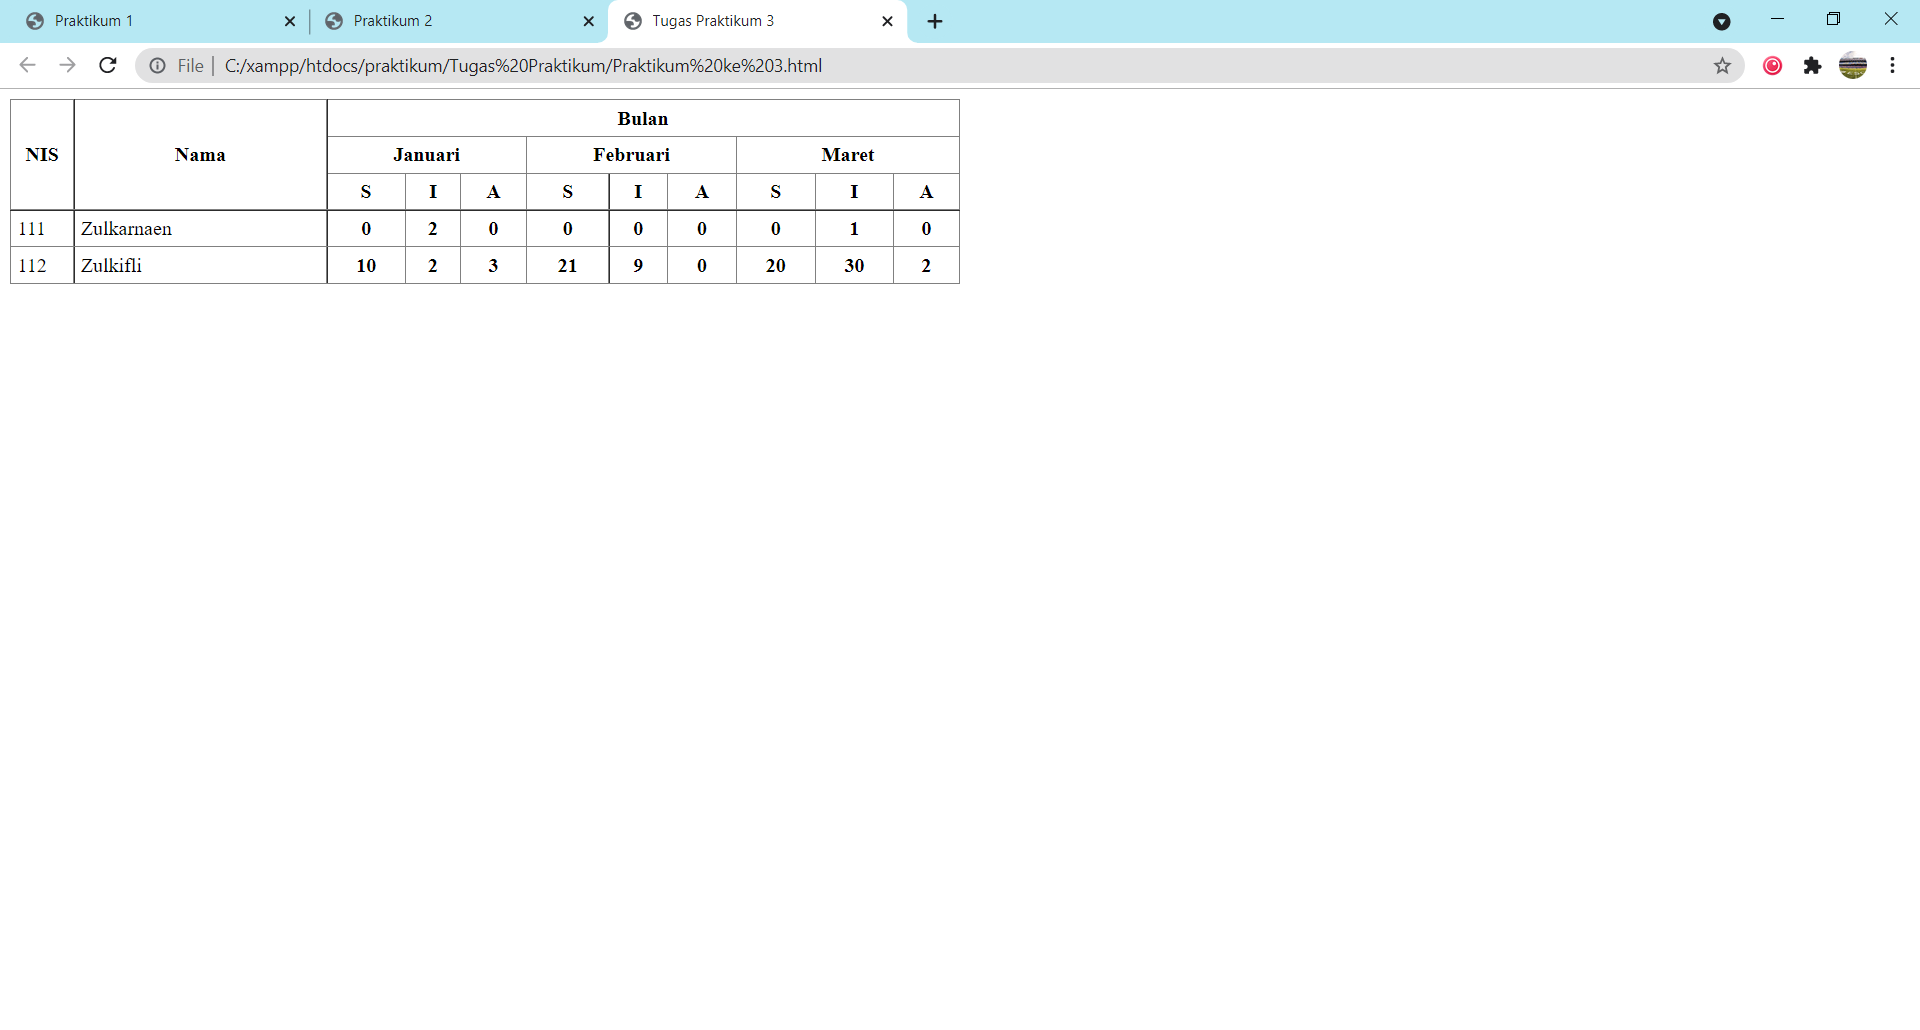 Praktikum 1 Praktikum 2 Tugas Praktikum 3
File | C:/xampp/htdocs/praktikum/Tugas%20Praktikum/Praktikum%20ke%203.html
NIS Nama Bulan
Januari Februari Maret
S I A S I A S I A
111 Zulkarnaen 0 2 0 0 0 0 0 1 0
112 Zulkifli 10 2 3 21 9 0 20 30 2